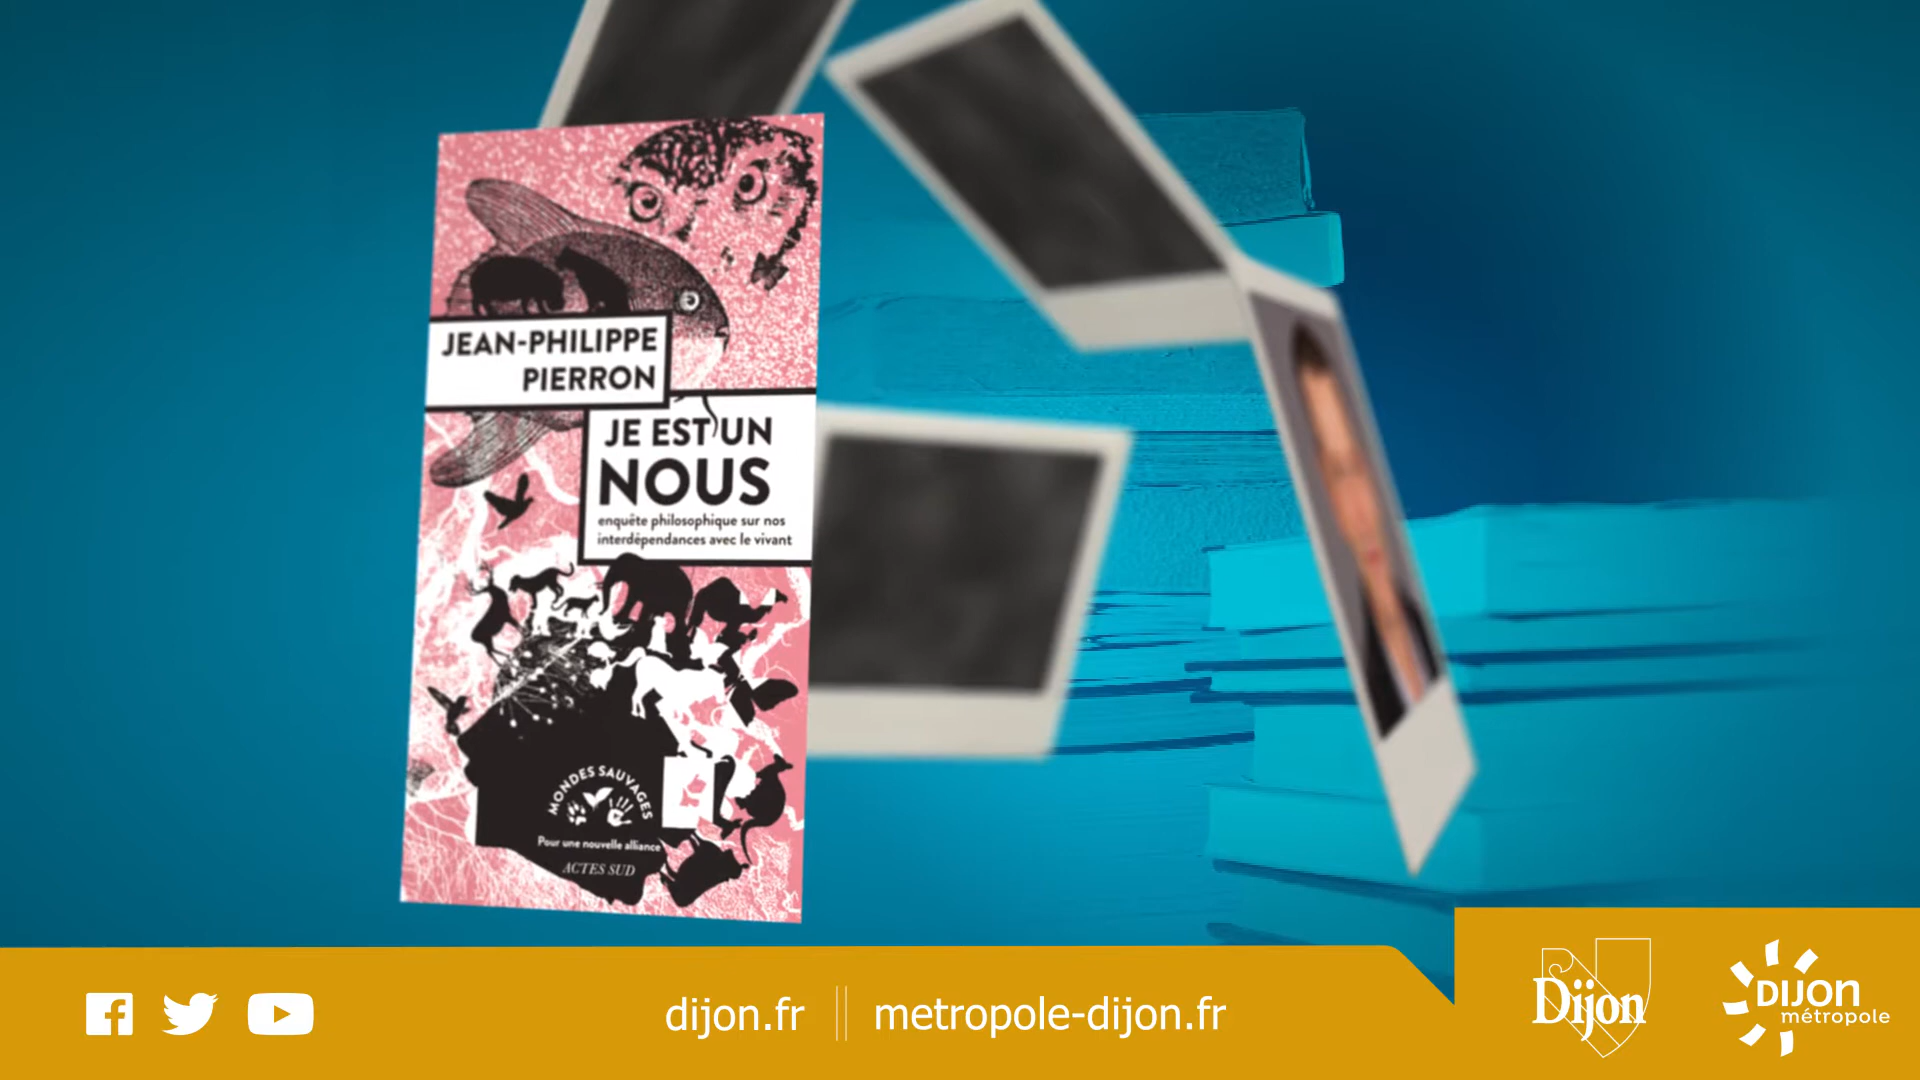 JEAN-PHILIPPE
PIERRON
JE EST UN
NOUS
enquête philosophique sur nos
interdépendances avec le vivant
MONDES SAUVAGES
Pour une nouvelle alliance
ACTES SUD
dijon.fr
metropole-dijon.fr
Dijon
DIJON
métropole